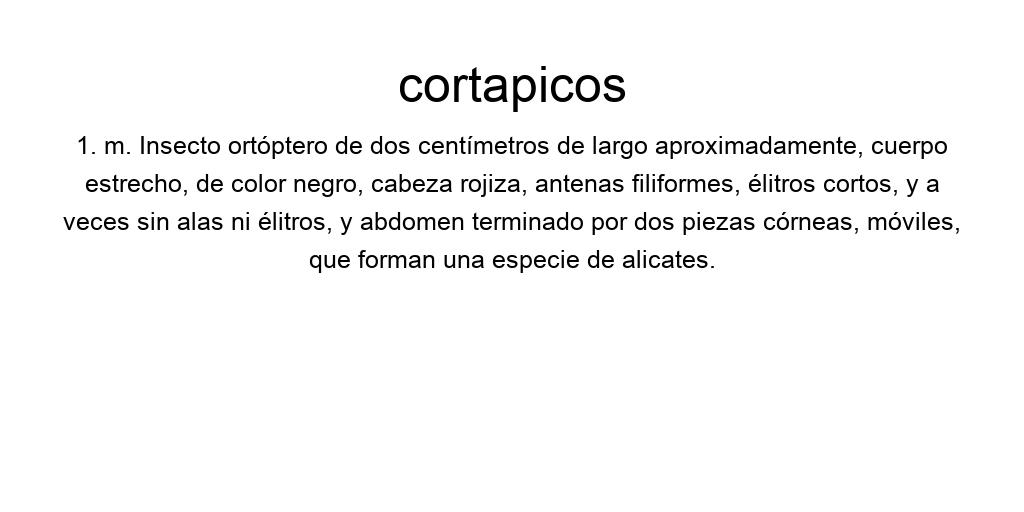 cortapicos
1. m. Insecto ortóptero de dos centímetros de largo aproximadamente, cuerpo
estrecho, de color negro, cabeza rojiza, antenas filiformes, élitros cortos, y a
veces sin alas ni élitros, y abdomen terminado por dos piezas córneas, móviles,
que forman una especie de alicates.